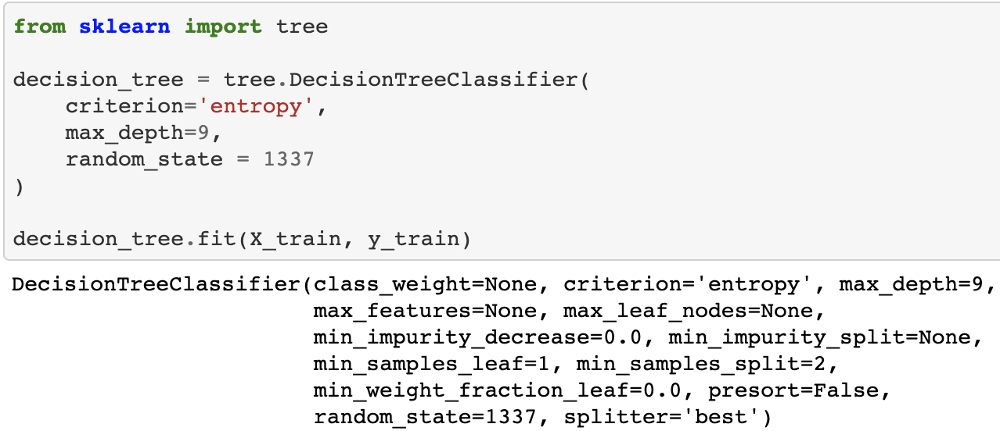 from sklearn import tree
decision_tree = tree.DecisionTreeClassifier(
criterion='entropy',
max_depth=9,
random_state = 1337
)
decision_tree.fit(X_train, y_train)
DecisionTreeClassifier(class_weight=None, criterion='entropy', max_depth=9,
max_features=None, max_leaf_nodes=None,
min_impurity_decrease=0.0, min_impurity_split=None,
min_samples_leaf=1, min_samples_split=2,
min_weight_fraction_leaf=0.0, presort=False,
random_state=1337, splitter='best')